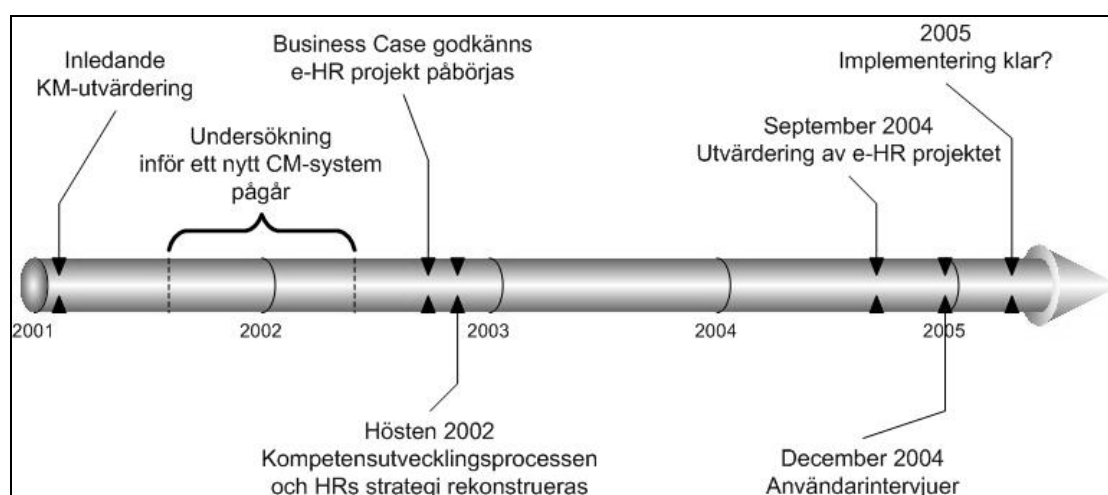 Inledande
KM-utvärdering
Undersökning
inför ett nytt CM-system
pågår
Business Case godkänns
e-HR projekt påbörjas
September 2004
Utvärdering av e-HR projektet
2005
Implementering klar?
2001
2002
2003
2004
2005
Hösten 2002
Kompetensutvecklingsprocessen
och HRs strategi rekonstrueras
December 2004
Användarintervjuer